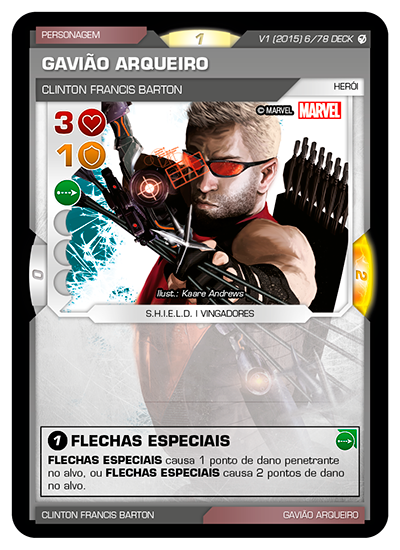 PERSONAGEM
1
V1 (2015) 6/78 DECK
GAVIÃO ARQUEIRO
CLINTON FRANCIS BARTON
HERÓI
3
© MARVEL MARVEL
1
0
2
Illust.: Kaare Andrews
S.H.I.E.L.D. | VINGADORES
1 FLECHAS ESPECIAIS
FLECHAS ESPECIAIS causa 1 ponto de dano penetrante
no alvo, ou FLECHAS ESPECIAIS causa 2 pontos de dano
no alvo.
CLINTON FRANCIS BARTON
GAVIÃO ARQUEIRO